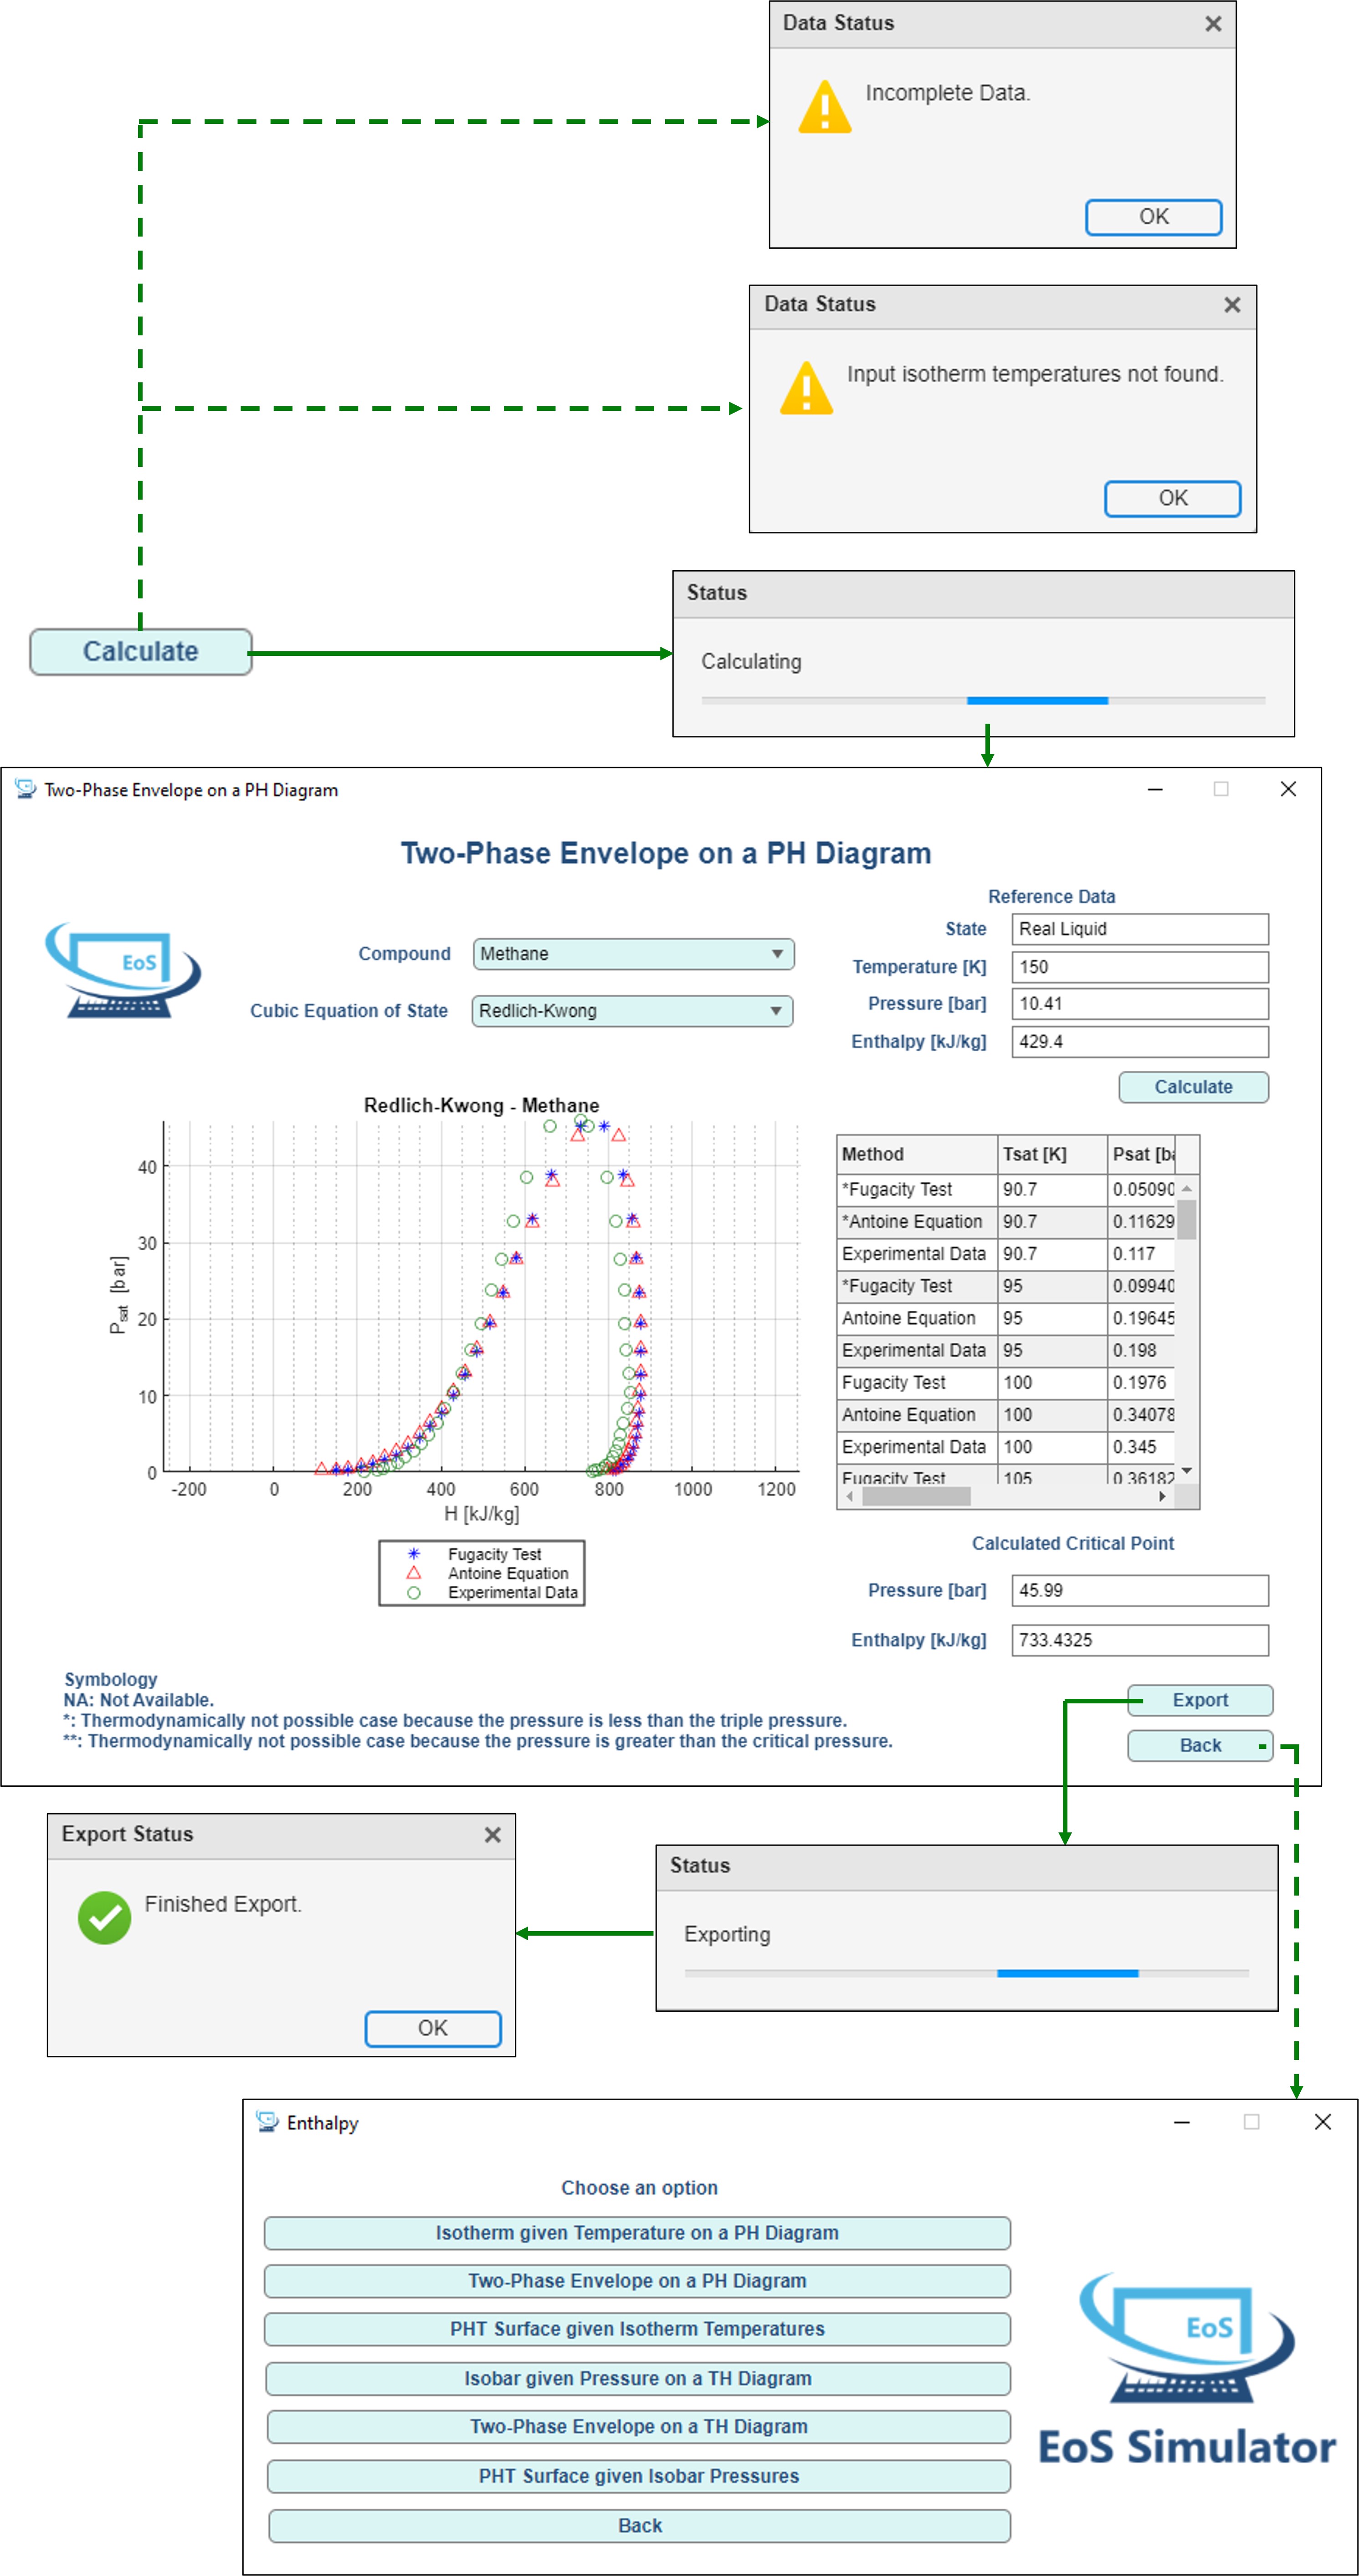 Data Status
Incomplete Data.
OK
Data Status
Input isotherm temperatures not found.
OK
Status
Calculate
Calculating
Two-Phase Envelope on a PH Diagram
Two-Phase Envelope on a PH Diagram
Reference Data
State Real Liquid
EoS
Compound Methane
Temperature [K] 150
Pressure [bar] 10.41
Cubic Equation of State Redlich-Kwong
Enthalpy [kJ/kg] 429.4
Calculate
Redlich-Kwong - Methane
40
30
20
10
0
Psat [bar]
-200 0 200 400 600 800 1000 1200
H [kJ/kg]
Fugacity Test
Antoine Equation
Experimental Data
Method Tsat [K] Psat [ba
*Fugacity Test 90.7 0.05090
*Antoine Equation 90.7 0.11629
Experimental Data 90.7 0.117
*Fugacity Test 95 0.09940
Antoine Equation 95 0.19645
Experimental Data 95 0.198
Fugacity Test 100 0.1976
Antoine Equation 100 0.34078
Experimental Data 100 0.345
Fugacity Test 105 0.36182
Calculated Critical Point
Pressure [bar] 45.99
Enthalpy [kJ/kg] 733.4325
Symbology
NA: Not Available.
*: Thermodynamically not possible case because the pressure is less than the triple pressure.
**: Thermodynamically not possible case because the pressure is greater than the critical pressure.
Export
Back
Export Status
Finished Export.
OK
Status
Exporting
Enthalpy
Choose an option
Isotherm given Temperature on a PH Diagram
Two-Phase Envelope on a PH Diagram
PHT Surface given Isotherm Temperatures
Isobar given Pressure on a TH Diagram
Two-Phase Envelope on a TH Diagram
PHT Surface given Isobar Pressures
Back
EoS
EoS Simulator